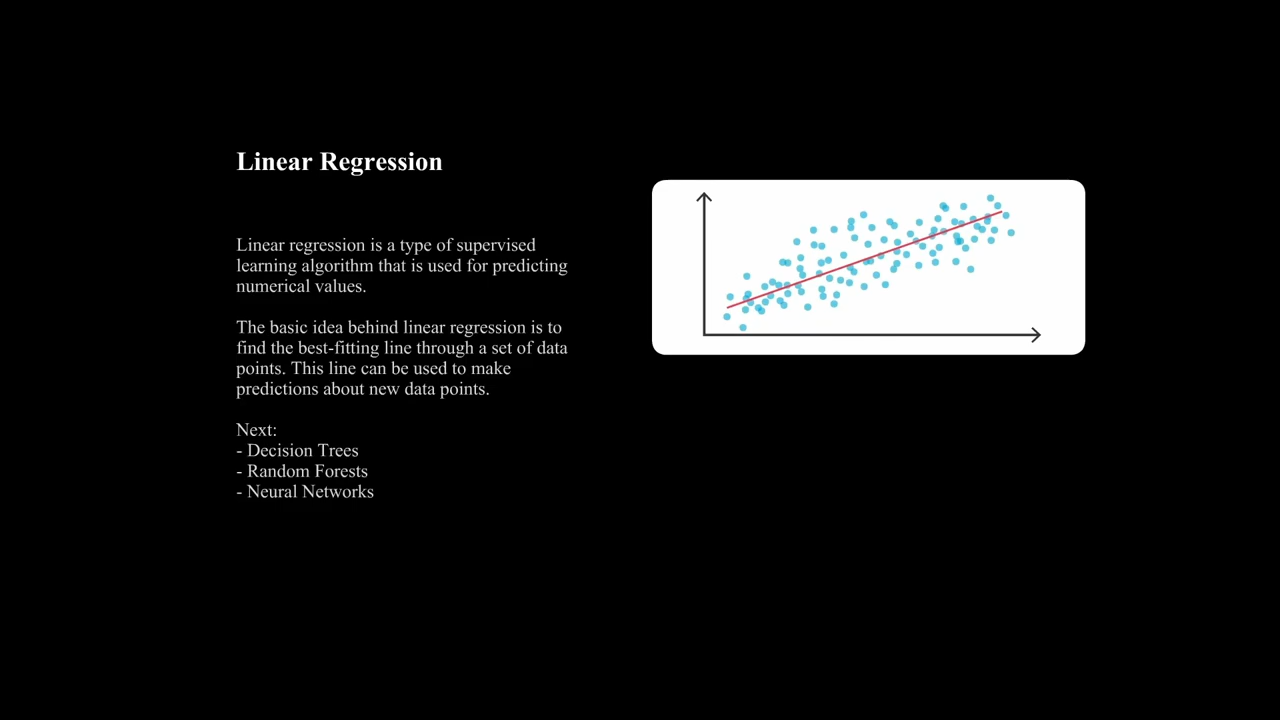 Linear Regression
Linear regression is a type of supervised
learning algorithm that is used for predicting
numerical values.
The basic idea behind linear regression is to
find the best-fitting line through a set of data
points. This line can be used to make
predictions about new data points.
Next:
- Decision Trees
- Random Forests
- Neural Networks